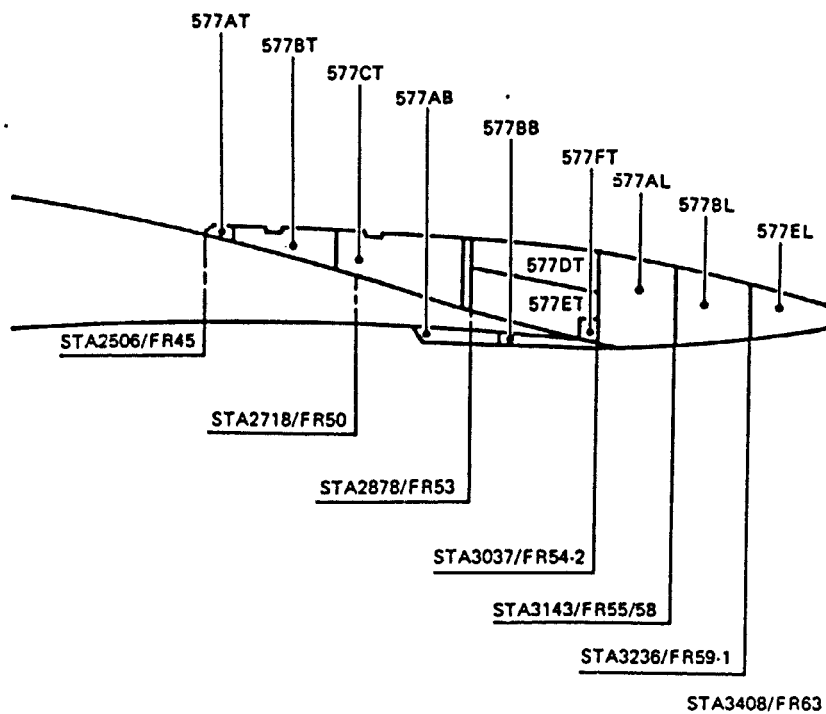 577AT
577BT
577CT
577AB
577BB
577FT
577AL
577BL
577EL
577DT
577ET
STA2506/FR45
STA2718/FR50
STA2878/FR53
STA3037/FR54-2
STA3143/FR55/58
STA3236/FR59-1
STA3408/FR63